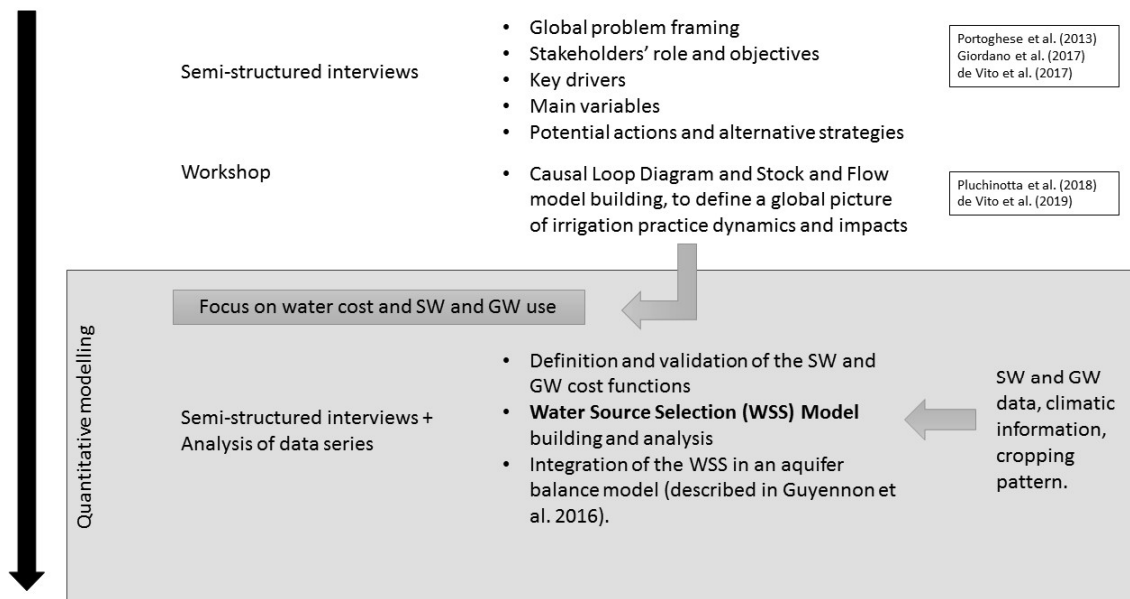 Semi-structured interviews
• Global problem framing
• Stakeholders' role and objectives
• Key drivers
• Main variables
• Potential actions and alternative strategies
Portoghese et al. (2013)
Giordano et al. (2017)
de Vito et al. (2017)
Workshop
• Causal Loop Diagram and Stock and Flow
model building, to define a global picture
of irrigation practice dynamics and impacts
Pluchinotta et al. (2018)
de Vito et al. (2019)
Quantitative modelling
Focus on water cost and SW and GW use
Semi-structured interviews +
Analysis of data series
• Definition and validation of the SW and
GW cost functions
• Water Source Selection (WSS) Model
building and analysis
• Integration of the WSS in an aquifer
balance model (described in Guyennon et
al. 2016).
SW and GW
data, climatic
information,
cropping
pattern.